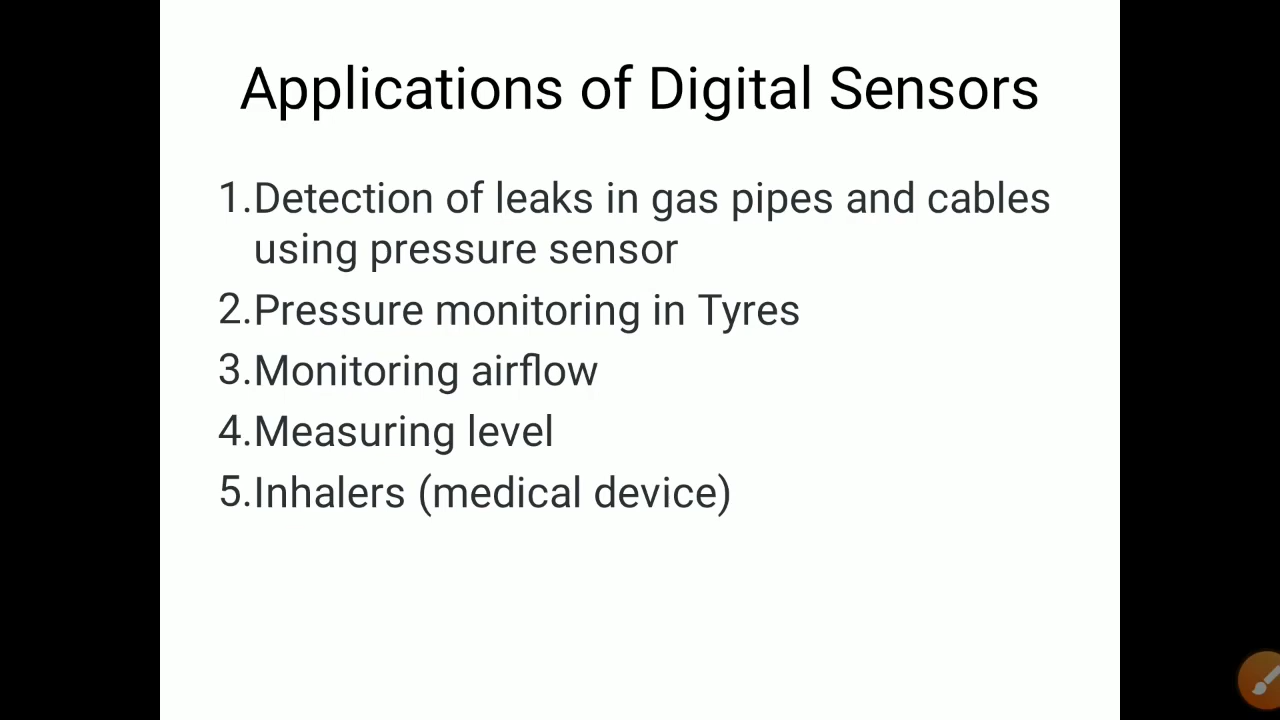 Applications of Digital Sensors
1.Detection of leaks in gas pipes and cables
using pressure sensor
2.Pressure monitoring in Tyres
3.Monitoring airflow
4.Measuring level
5.Inhalers (medical device)